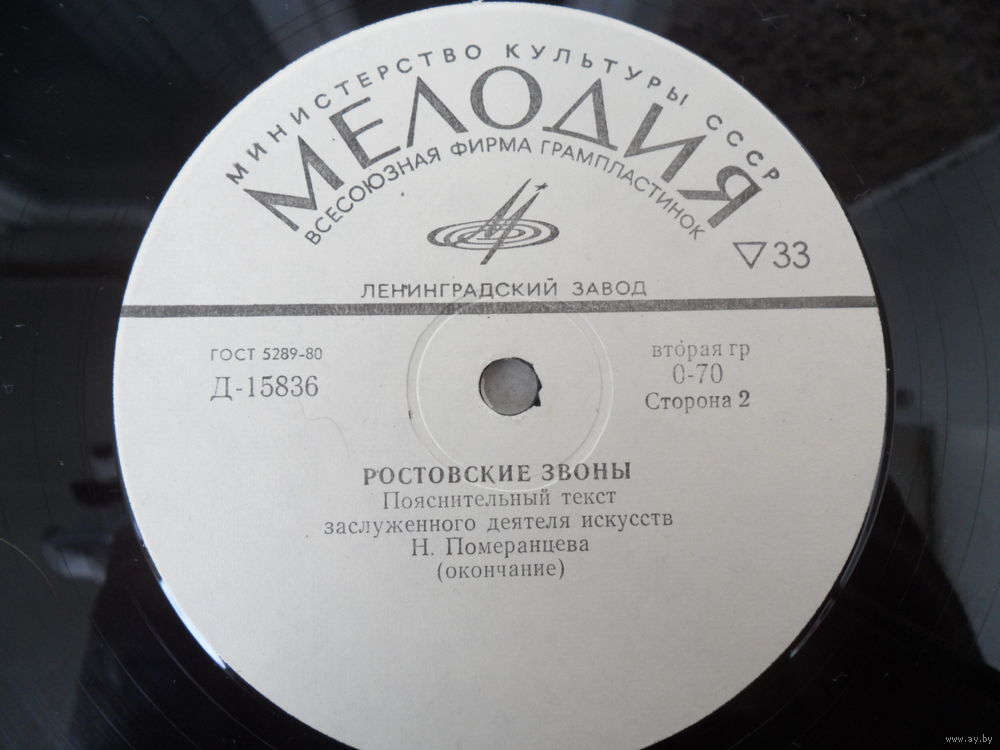 МИНИСТЕРСТВО КУЛЬТУРЫ СССР
МЕЛОДИЯ
ВСЕСОЮЗНАЯ ФИРМА ГРАМПЛАСТИНОК
33
ЛЕНИНГРАДСКИЙ ЗАВОД
ГОСТ 5289-80
Д-15836
вторая гр
0-70
Сторона 2
РОСТОВСКИЕ ЗВОНЫ
Пояснительный текст
заслуженного деятеля искусств
Н. Померанцева
(окончание)
www.ay.by